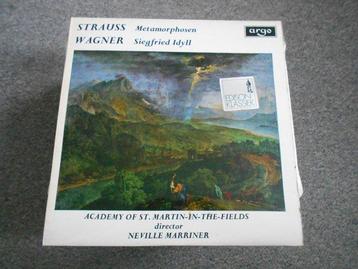 STRAUSS Metamorphosen
WAGNER Siegfried Idyll
argo
EDISON
KLASSIEK
ACADEMY OF ST. MARTIN-IN-THE-FIELDS
director
NEVILLE MARRINER